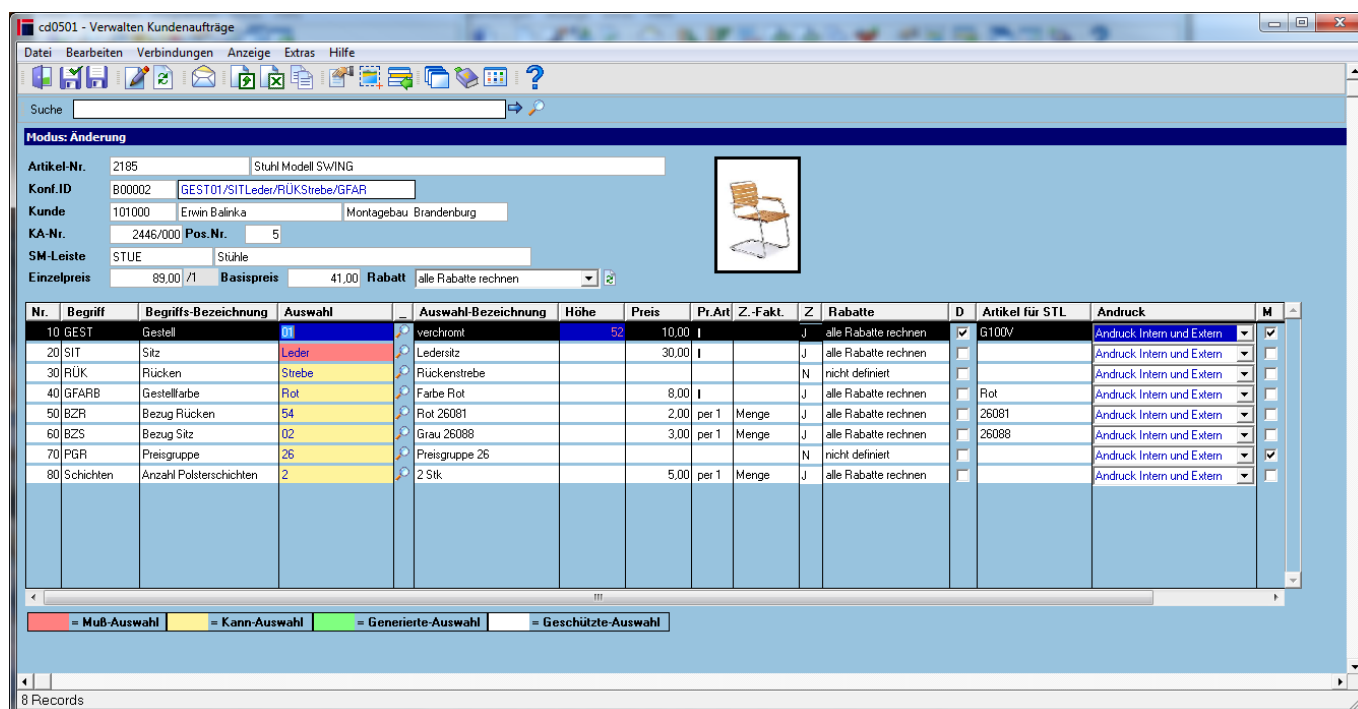 cd0501 - Verwalten Kundenaufträge
Datei Bearbeiten Verbindungen Anzeige Extras Hilfe
Suche
Modus: Änderung
Artikel-Nr. 2185 Stuhl Modell SWING
Konf.ID B00002 GEST01/SITLeder/RÜKStrebe/GFAR
Kunde 101000 Erwin Balinka Montagebau Brandenburg
KA-Nr. 2446/000 Pos.Nr. 5
SM-Leiste STUE Stühle
Einzelpreis 89,00 /1 Basispreis 41,00 Rabatt alle Rabatte rechnen
Nr. Begriff Begriffs-Bezeichnung Auswahl _ Auswahl-Bezeichnung Höhe Preis Pr.Art Z.-Fakt. Z Rabatte D Artikel für STL Andruck M
10 GEST Gestell 01 verchromt 52 10,00 I J alle Rabatte rechnen G100V Andruck Intern und Extern
20 SIT Sitz Leder Ledersitz 30,00 I J alle Rabatte rechnen Andruck Intern und Extern
30 RÜK Rücken Strebe Rückenstrebe N nicht definiert Andruck Intern und Extern
40 GFARB Gestellfarbe Rot Farbe Rot 8,00 I J alle Rabatte rechnen Rot Andruck Intern und Extern
50 BZR Bezug Rücken 54 Rot 26081 2,00 per 1 Menge J alle Rabatte rechnen 26081 Andruck Intern und Extern
60 BZS Bezug Sitz 02 Grau 26088 3,00 per 1 Menge J alle Rabatte rechnen 26088 Andruck Intern und Extern
70 PGR Preisgruppe 26 Preisgruppe 26 N nicht definiert Andruck Intern und Extern
80 Schichten Anzahl Polsterschichten 2 2 Stk 5,00 per 1 Menge J alle Rabatte rechnen Andruck Intern und Extern
= Muß-Auswahl = Kann-Auswahl = Generierte-Auswahl = Geschützte-Auswahl
8 Records